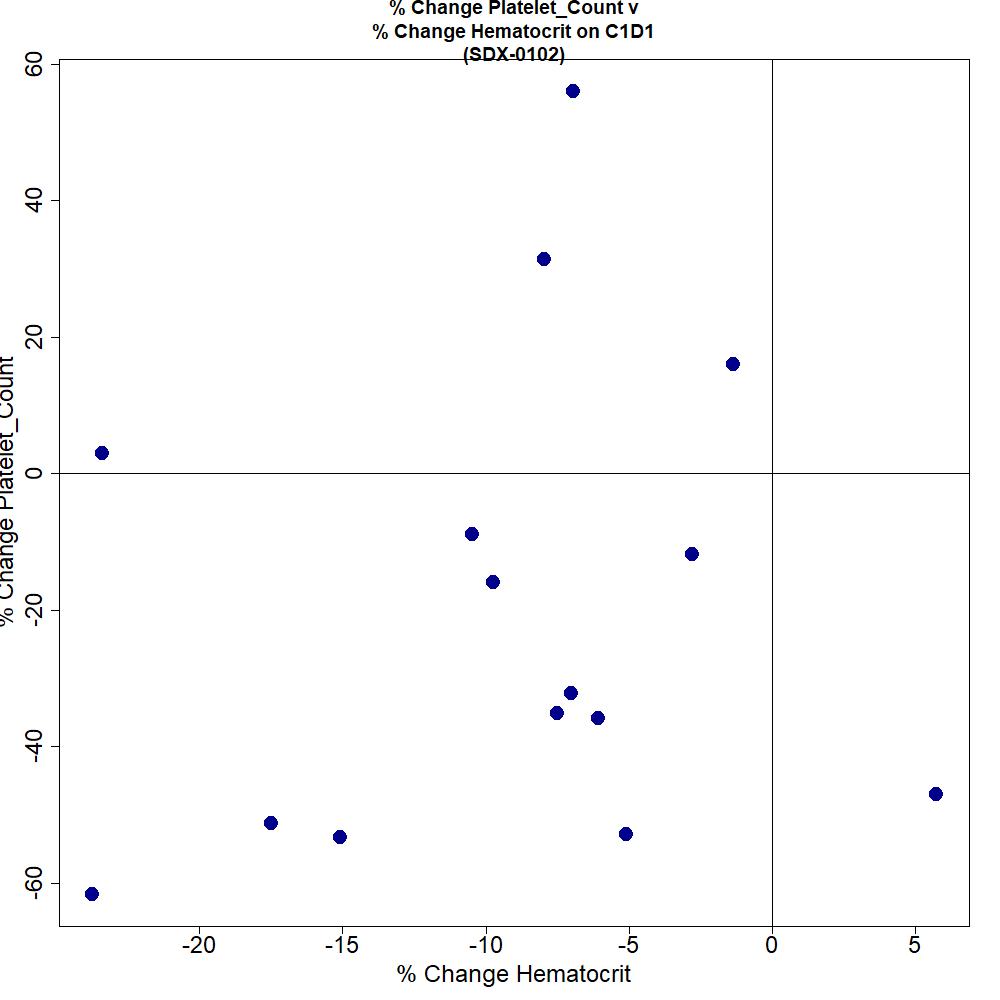 % Change Platelet_Count v
% Change Hematocrit on C1D1
(SDX-0102)
60
40
20
0
-20
-40
-60
% Change Platelet_Count
-20
-15
-10
-5
0
5
% Change Hematocrit